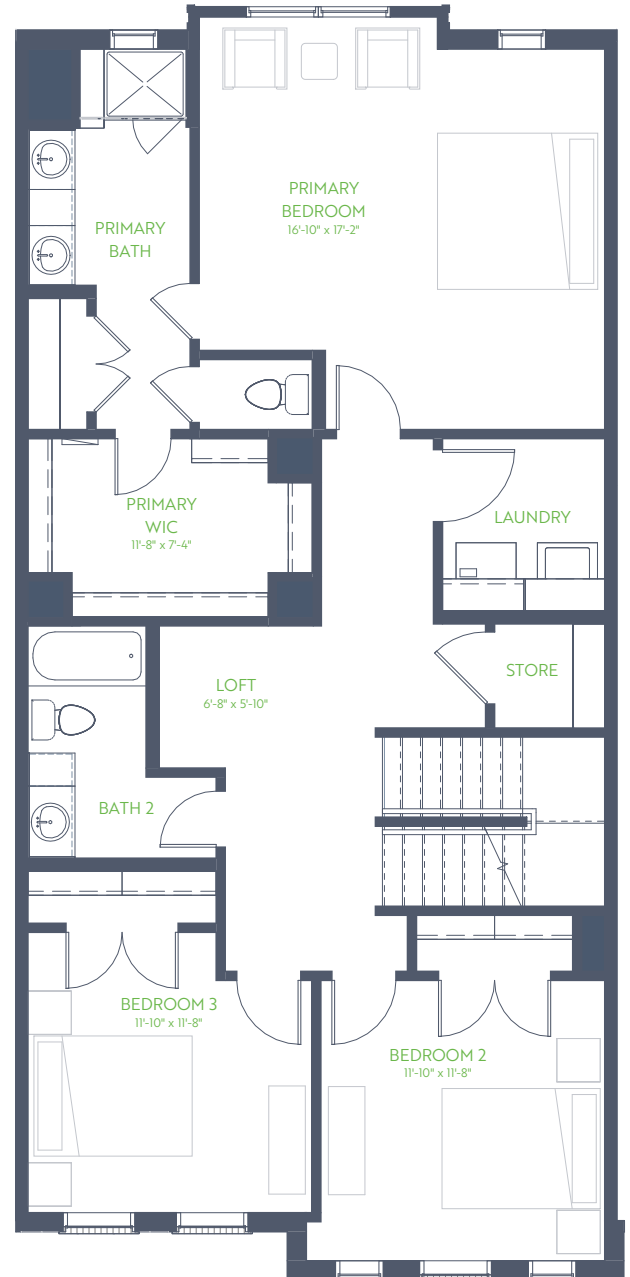 PRIMARY
BEDROOM
16'-10" x 17'-2"
PRIMARY
BATH
PRIMARY
WIC
11'-8" x 7'-4"
LAUNDRY
LOFT
6'-8" x 5'-10"
STORE
BATH 2
BEDROOM 3
11'-10" x 11'-8"
BEDROOM 2
11'-10" x 11'-8"